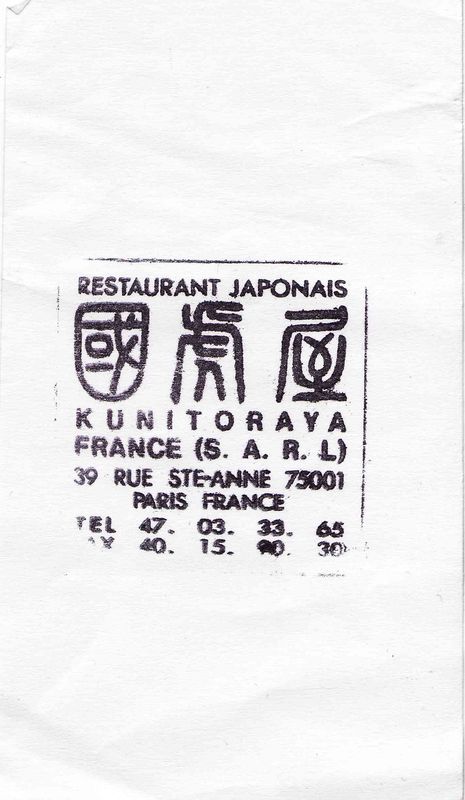 RESTAURANT JAPONAIS
國虎屋
KUNITORAYA
FRANCE (S. A. R. L)
39 RUE STE-ANNE 75001
PARIS FRANCE
TEL 47. 03. 33. 65
40. 15. 30